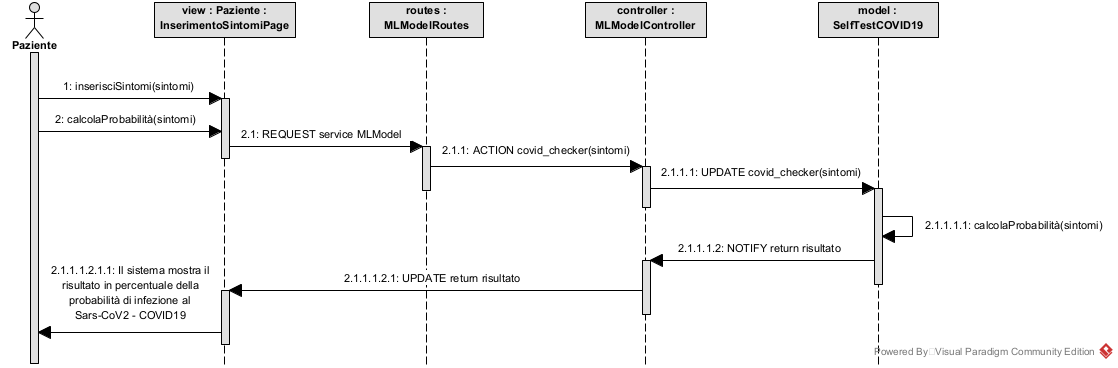 view : Paziente :
InserimentoSintomiPage
routes :
MLModelRoutes
controller :
MLModelController
model :
SelfTestCOVID19
Paziente
1: inserisciSintomi(sintomi)
2: calcolaProbabilità(sintomi)
2.1: REQUEST service MLModel
2.1.1: ACTION covid_checker(sintomi)
2.1.1.1: UPDATE covid_checker(sintomi)
2.1.1.1.1: calcolaProbabilità(sintomi)
2.1.1.1.2: NOTIFY return risultato
2.1.1.1.2.1: UPDATE return risultato
2.1.1.1.2.1.1: Il sistema mostra il
risultato in percentuale della
probabilità di infezione al
Sars-CoV2 - COVID19
Powered By Visual Paradigm Community Edition